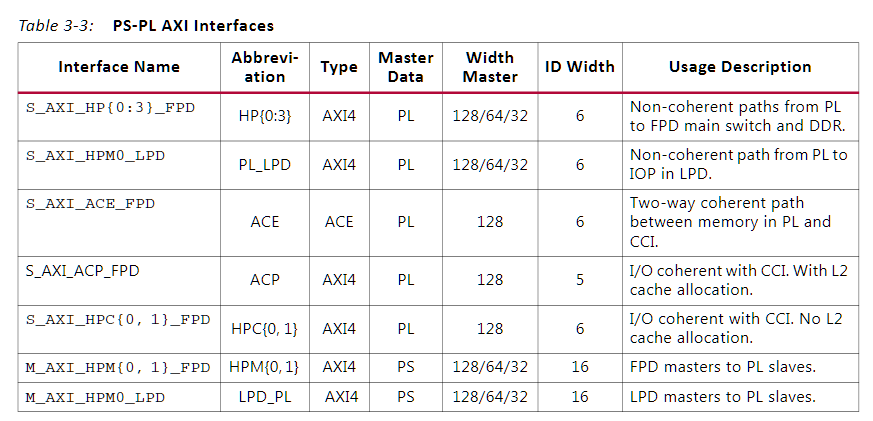 Table 3-3: PS-PL AXI Interfaces
Interface Name Abbrevi-ation Type Master Data Width Master ID Width Usage Description
S_AXI_HP{0:3}_FPD HP{0:3} AXI4 PL 128/64/32 6 Non-coherent paths from PL
to FPD main switch and DDR.
S_AXI_HPM0_LPD PL_LPD AXI4 PL 128/64/32 6 Non-coherent path from PL to
IOP in LPD.
S_AXI_ACE_FPD ACE ACE PL 128 6 Two-way coherent path
between memory in PL and
CCI.
S_AXI_ACP_FPD ACP AXI4 PL 128 5 I/O coherent with CCI. With L2
cache allocation.
S_AXI_HPC{0, 1}_FPD HPC{0, 1} AXI4 PL 128 6 I/O coherent with CCI. No L2
cache allocation.
M_AXI_HPM{0, 1}_FPD HPM{0,1} AXI4 PS 128/64/32 16 FPD masters to PL slaves.
M_AXI_HPM0_LPD LPD_PL AXI4 PS 128/64/32 16 LPD masters to PL slaves.